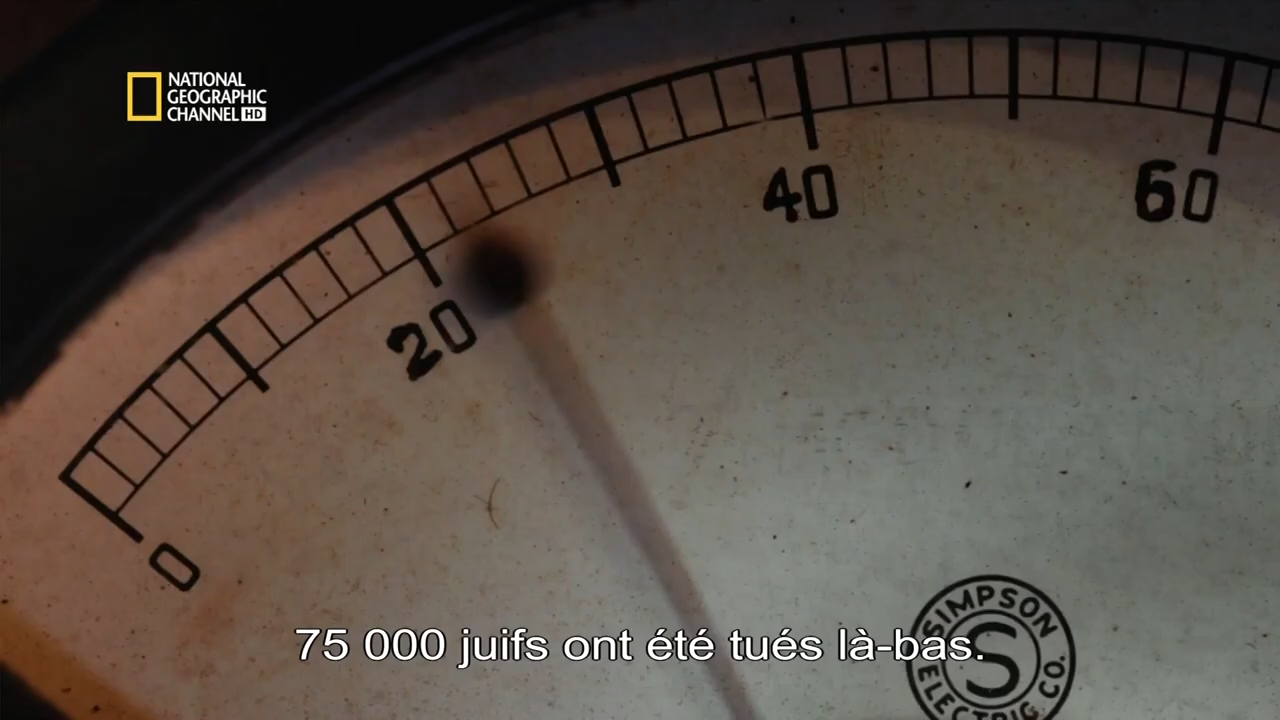 NATIONAL
GEOGRAPHIC
CHANNEL HD
0
20
40
60
SIMPSON
S
ELECTRIC CO.
75 000 juifs ont été tués là-bas.